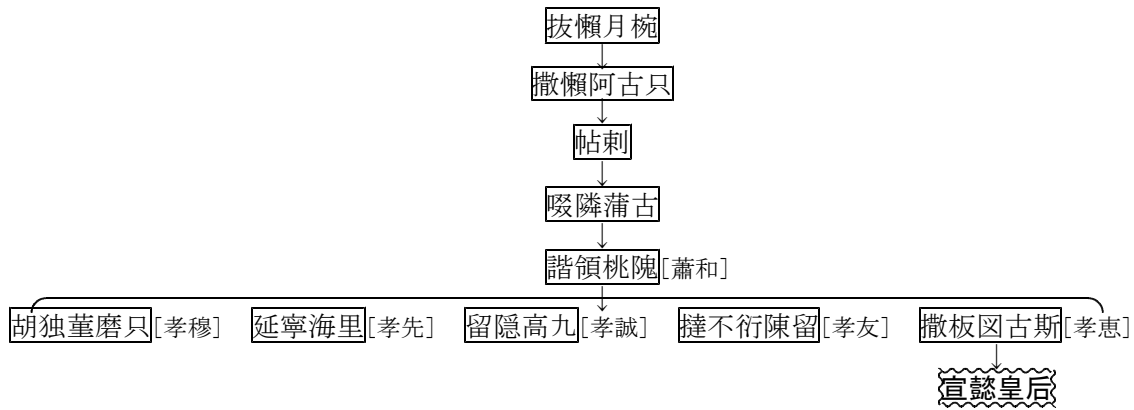 抜懶月椀
撒懶阿古只
帖剌
啜隣蒲古
諧領桃隗[蕭和]
胡独菫磨只[孝穆] 延寧海里[孝先] 留隠高九[孝誠] 撻不衍陳留[孝友] 撒板図古斯[孝恵]
宣懿皇后